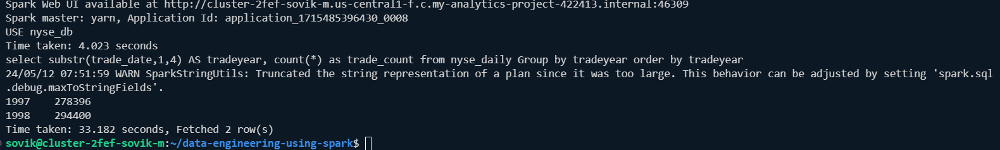 Spark Web UI available at http://cluster-2fef-sovik-m.us-central1-f.c.my-analytics-project-422413.internal:46309
Spark master: yarn, Application Id: application_1715485396430_0008
USE nyse_db
Time taken: 4.023 seconds
select substr(trade_date,1,4) AS tradeyear, count(*) as trade_count from nyse_daily Group by tradeyear order by tradeyear
24/05/12 07:51:59 WARN SparkStringUtils: Truncated the string representation of a plan since it was too large. This behavior can be adjusted by setting 'spark.sql
.debug.maxToStringFields'.
1997    278396
1998    294400
Time taken: 33.182 seconds, Fetched 2 row(s)
sovik@cluster-2fef-sovik-m:~/data-engineering-using-spark$